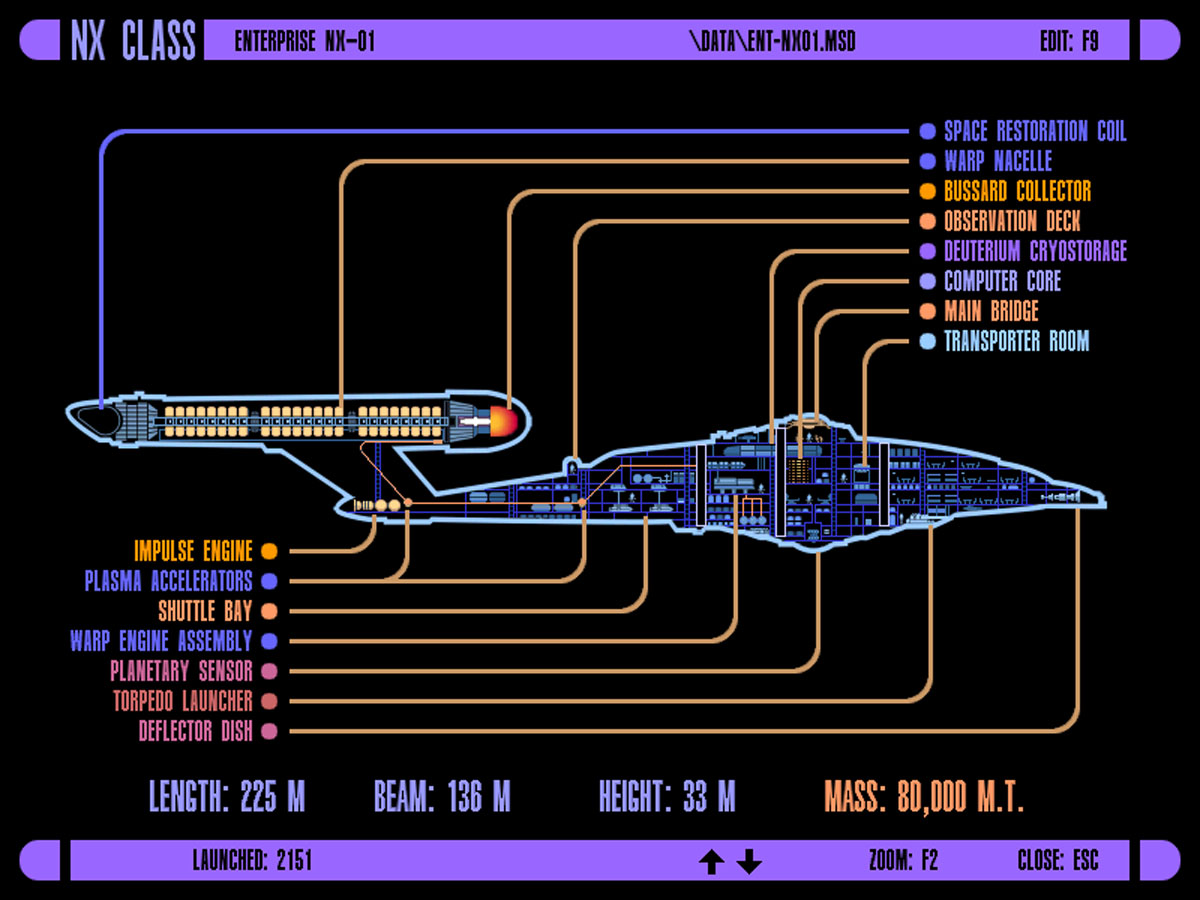 NX CLASS
ENTERPRISE NX-01
\DATA\ENT-NX01.MSD
EDIT: F9
SPACE RESTORATION COIL
WARP NACELLE
BUSSARD COLLECTOR
OBSERVATION DECK
DEUTERIUM CRYOSTORAGE
COMPUTER CORE
MAIN BRIDGE
TRANSPORTER ROOM
IMPULSE ENGINE
PLASMA ACCELERATORS
SHUTTLE BAY
WARP ENGINE ASSEMBLY
PLANETARY SENSOR
TORPEDO LAUNCHER
DEFLECTOR DISH
LENGTH: 225 M
BEAM: 136 M
HEIGHT: 33 M
MASS: 80,000 M.T.
LAUNCHED: 2151
ZOOM: F2
CLOSE: ESC